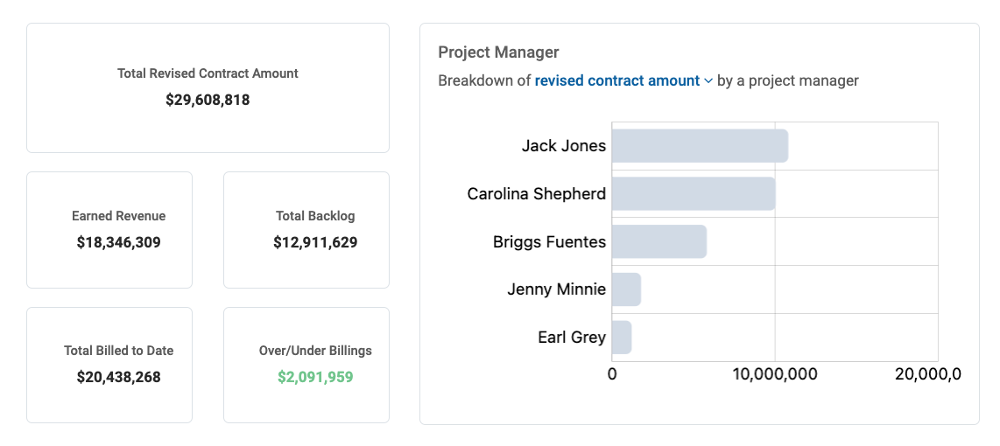 Total Revised Contract Amount
$29,608,818
Earned Revenue
$18,346,309
Total Backlog
$12,911,629
Total Billed to Date
$20,438,268
Over/Under Billings
$2,091,959
Project Manager
Breakdown of revised contract amount by a project manager
Jack Jones
Carolina Shepherd
Briggs Fuentes
Jenny Minnie
Earl Grey
0 10,000,000 20,000,0